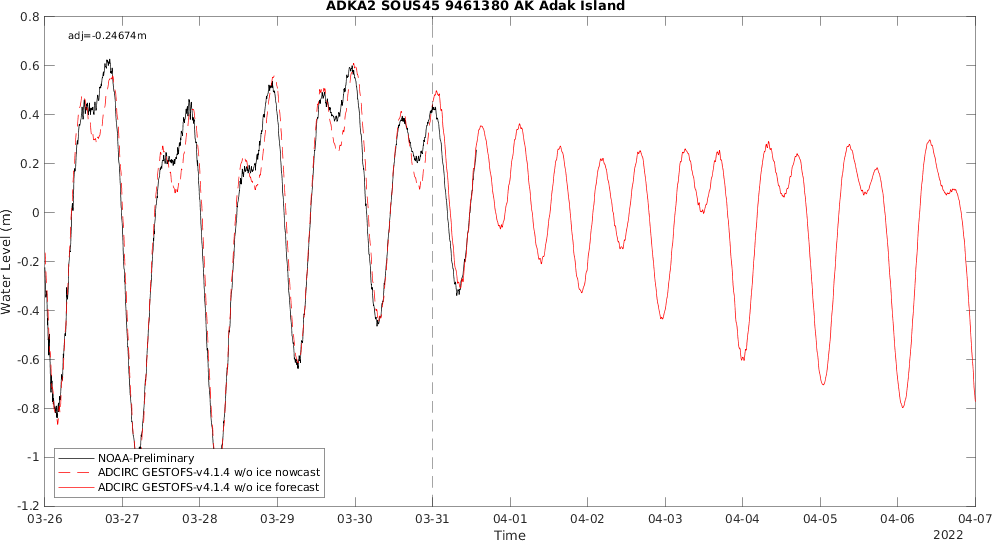 ADKA2 SOUS45 9461380 AK Adak Island
adj=-0.24674m
0.8
0.6
0.4
0.2
0
-0.2
-0.4
-0.6
-0.8
-1
-1.2
Water Level (m)
NOAA-Preliminary
ADCIRC GESTOFS-v4.1.4 w/o ice nowcast
ADCIRC GESTOFS-v4.1.4 w/o ice forecast
03-26 03-27 03-28 03-29 03-30 03-31 04-01 04-02 04-03 04-04 04-05 04-06 04-07
Time
2022